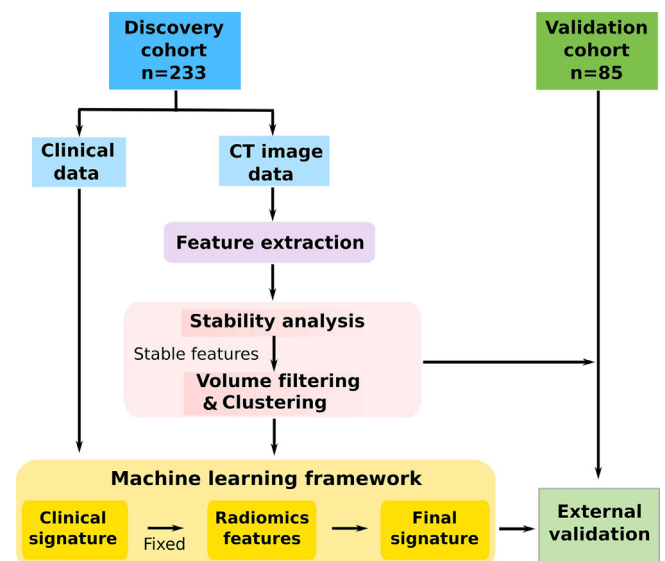 Discovery
cohort
n=233
Validation
cohort
n=85
Clinical
data
CT image
data
Feature extraction
Stability analysis
Stable features
Volume filtering
& Clustering
Machine learning framework
Clinical
signature
Fixed
Radiomics
features
Final
signature
External
validation